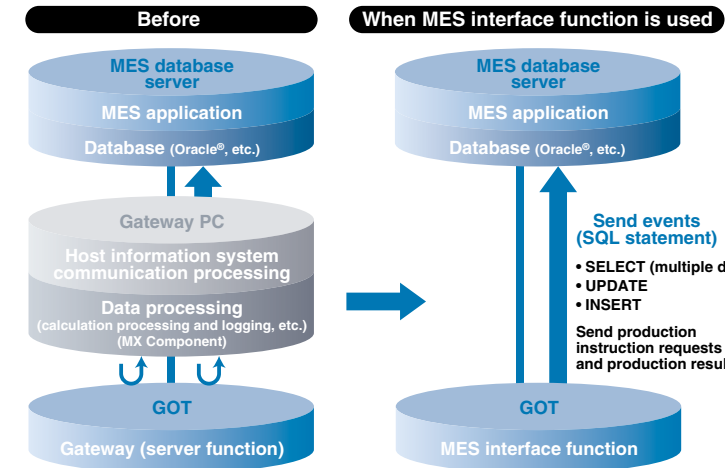 Before
MES database
server
MES application
Database (Oracle®, etc.)
Gateway PC
Host information system
communication processing
Data processing
(calculation processing and logging, etc.)
(MX Component)
GOT
Gateway (server function)
When MES interface function is used
MES database
server
MES application
Database (Oracle®, etc.)
Send events
(SQL statement)
• SELECT (multiple
• UPDATE
• INSERT
Send production
instruction requests
and production
GOT
MES interface function